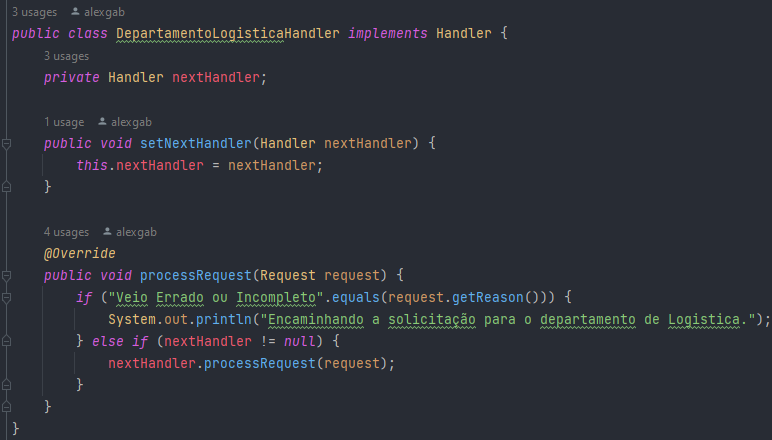 3 usages alexgab
public class DepartamentoLogisticaHandler implements Handler {
3 usages
private Handler nextHandler;
1 usage alexgab
public void setNextHandler(Handler nextHandler) {
this.nextHandler = nextHandler;
}
4 usages alexgab
@Override
public void processRequest(Request request) {
if ("Veio Errado ou Incompleto".equals(request.getReason())) {
System.out.println("Encaminhando a solicitação para o departamento de Logistica.");
} else if (nextHandler != null) {
nextHandler.processRequest(request);
}
}
}